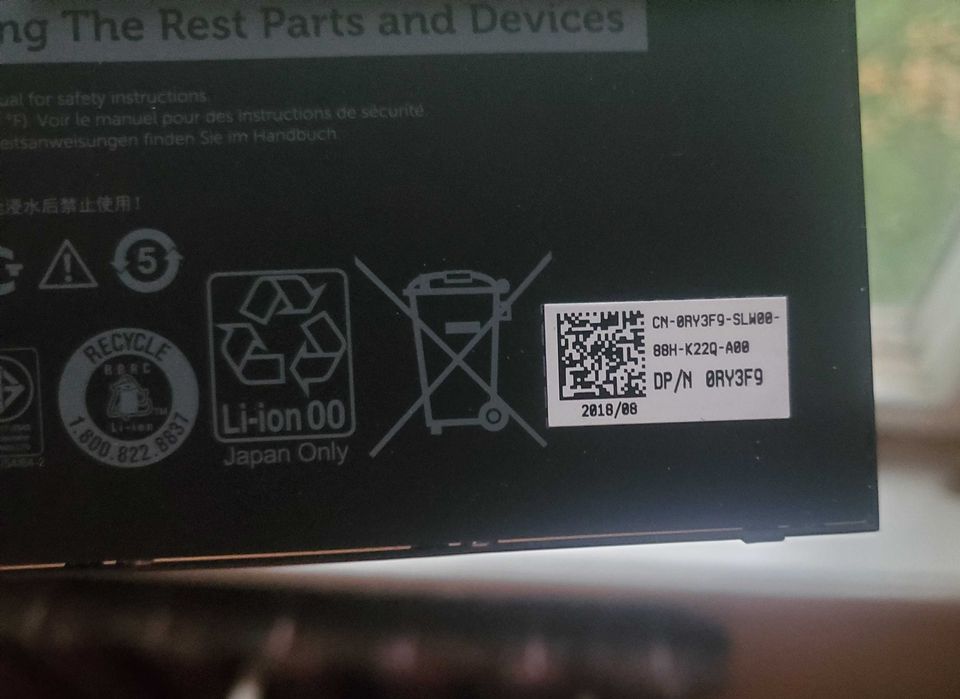 ng The Rest Parts and Devices
ual for safety instructions.
°F). Voir le manuel pour des instructions de sécurité.
eitsanweisungen finden Sie im Handbuch.
浸水后禁止使用!
5
RECYCLE
RBRC
TM
Li-ion
1.800.822.8837
Li-ion 00
Japan Only
CN-0RY3F9-SLW00-
88H-K22Q-A00
DP/N 0RY3F9
2018/08